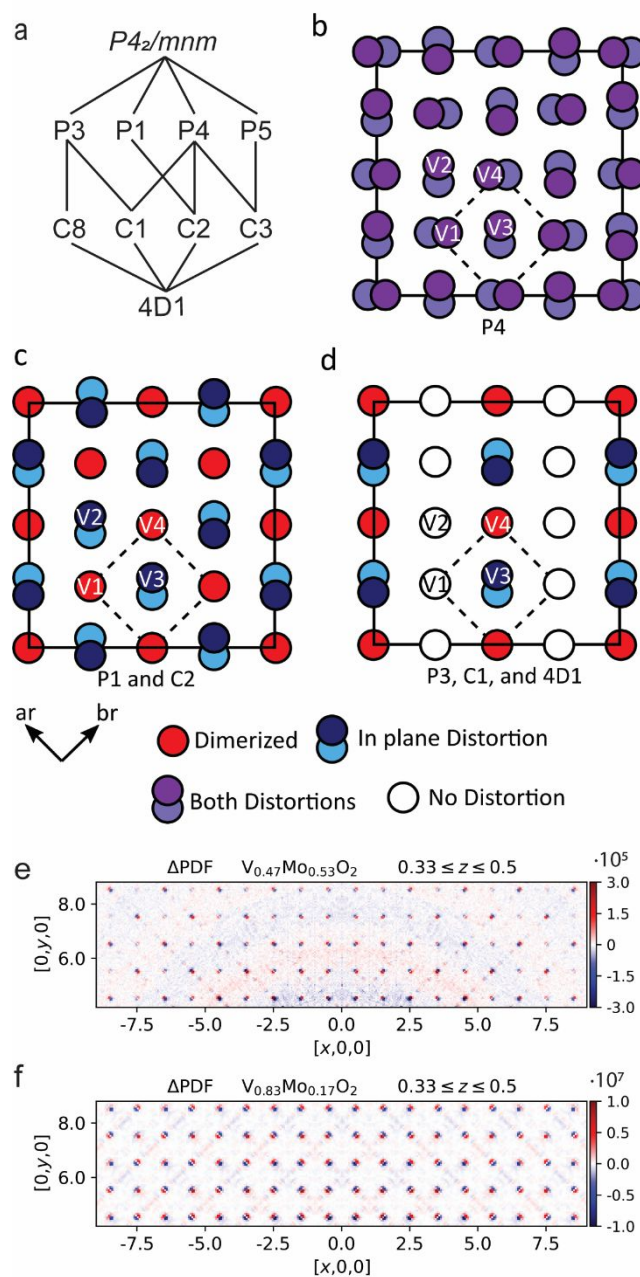 a
P4₂/mnm
P3 P1 P4 P5
C8 C1 C2 C3
4D1
b
V2 V4
V1 V3
P4
c
V2 V4
V1 V3
P1 and C2
d
V2 V4
V1 V3
P3, C1, and 4D1
ar br
Dimerized
In plane Distortion
Both Distortions
No Distortion
e
ΔPDF V₀.₄₇Mo₀.₅₃O₂ 0.33 ≤ z ≤ 0.5
·10⁵
3.0
1.5
0
-1.5
-3.0
8.0
6.0
[0,y,0]
-7.5 -5.0 -2.5 0.0 2.5 5.0 7.5
[x,0,0]
f
ΔPDF V₀.₈₃Mo₀.₁₇O₂ 0.33 ≤ z ≤ 0.5
·10⁷
1.0
0.5
0.0
-0.5
-1.0
8.0
6.0
[0,y,0]
-7.5 -5.0 -2.5 0.0 2.5 5.0 7.5
[x,0,0]